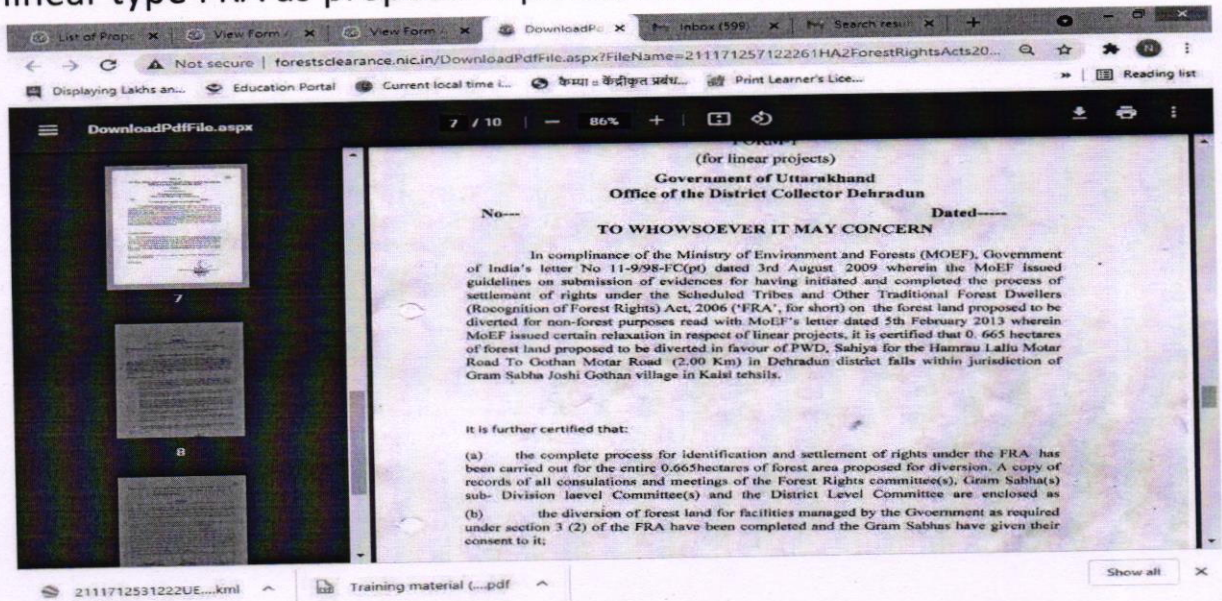 linear type FRA as prop
List of Propo
View Form
View Form
DownloadPd
Inbox (599)
Search resul
Not secure | forestsclearance.nic.in/DownloadPdfFile.aspx?FileName=211171257122261HA2ForestRightsActs20...
Displaying Lakhs an...
Education Portal
Current local time i...
Print Learner's Lice...
Reading list
DownloadPdfFile.aspx
7 / 10
86%
7
8
FORM-I
(for linear projects)
Government of Uttarakhand
Office of the District Collector Dehradun
No---
Dated-----
TO WHOWSOEVER IT MAY CONCERN
In complinance of the Ministry of Environment and Forests (MOEF), Government
of India's letter No 11-9/98-FC(pt) dated 3rd August 2009 wherein the MoEF issued
guidelines on submission of evidences for having initiated and completed the process of
settlement of rights under the Scheduled Tribes and Other Traditional Forest Dwellers
(Rocognition of Forest Rights) Act, 2006 ('FRA', for short) on the forest land proposed to be
diverted for non-forest purposes read with MoEF's letter dated 5th February 2013 wherein
MoEF issued certain relaxation in respect of linear projects, it is certified that 0. 665 hectares
of forest land proposed to be diverted in favour of PWD, Sahiya for the Hamrau Lallu Motar
Road To Gothan Motar Road (2.00 Km) in Dehradun district falls within jurisdiction of
Gram Sabha Joshi Gothan village in Kalsi tehsils.
It is further certified that:
(a) the complete process for identification and settlement of rights under the FRA has
been carried out for the entire 0.665hectares of forest area proposed for diversion. A copy of
records of all consulations and meetings of the Forest Rights committee(s), Gram Sabha(s)
sub- Division laevel Committee(s) and the District Level Committee are enclosed as
(b) the diversion of forest land for facilities managed by the Gvoernment as required
under section 3 (2) of the FRA have been completed and the Gram Sabhas have given their
consent to it;
2111712531222UE....kml
Training material (....pdf
Show all